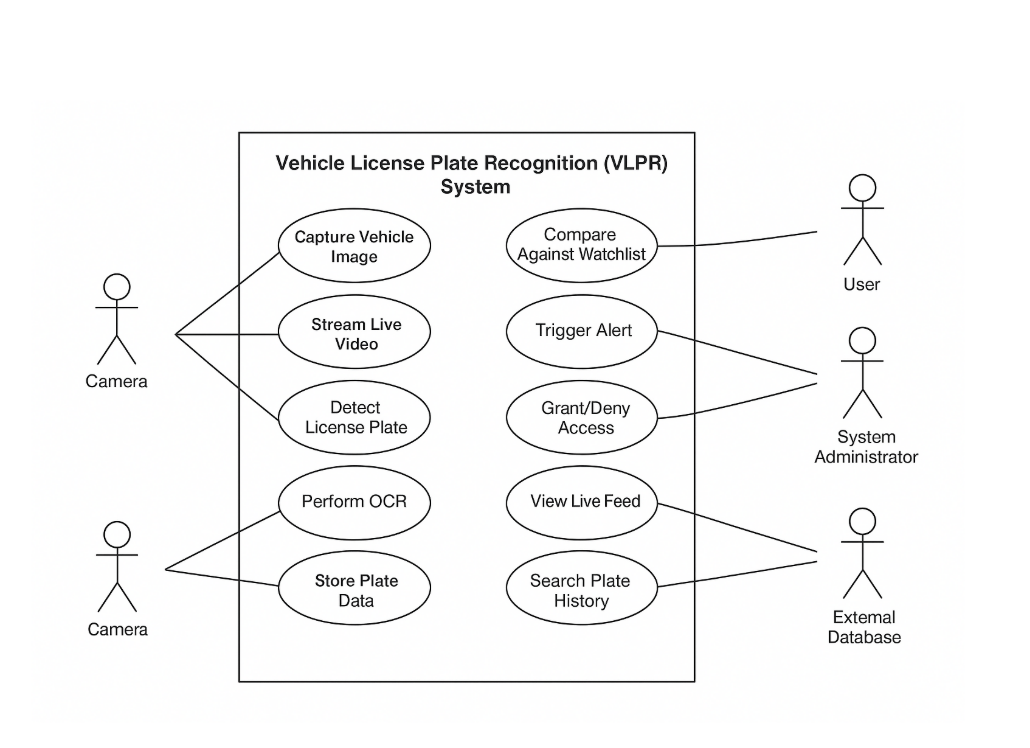 Vehicle License Plate Recognition (VLPR)
System
Capture Vehicle
Image
Stream Live
Video
Detect
License Plate
Perform OCR
Store Plate
Data
Compare
Against Watchlist
Trigger Alert
Grant/Deny
Access
View Live Feed
Search Plate
History
Camera
Camera
User
System
Administrator
External
Database